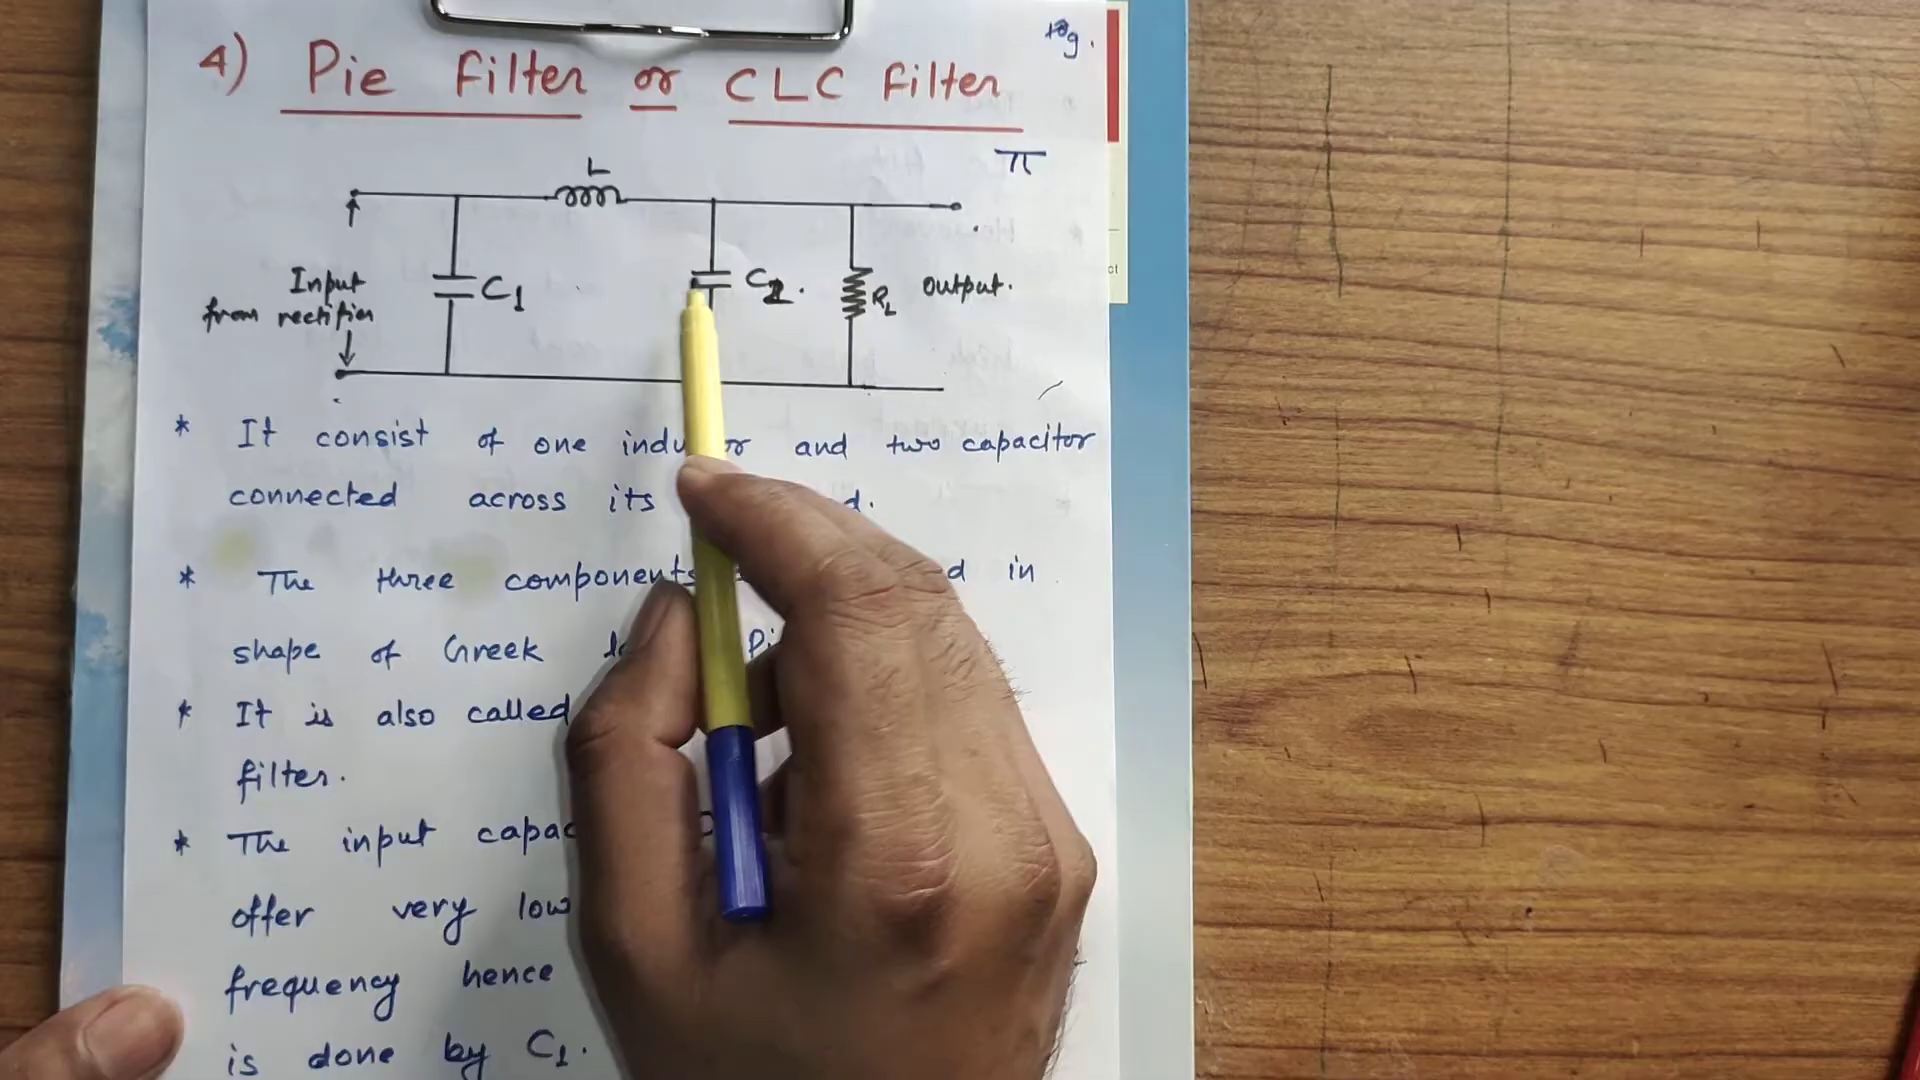 4) Pie Filter or CLC Filter
π
L
C1
C2.
RL
Input
from rectifier
output.
* It consist of one and two capacitor
connected across its
* The three components in
shape of Greek
* It is also called
filter.
* The input
offer very low
frequency hence
is done by C1.